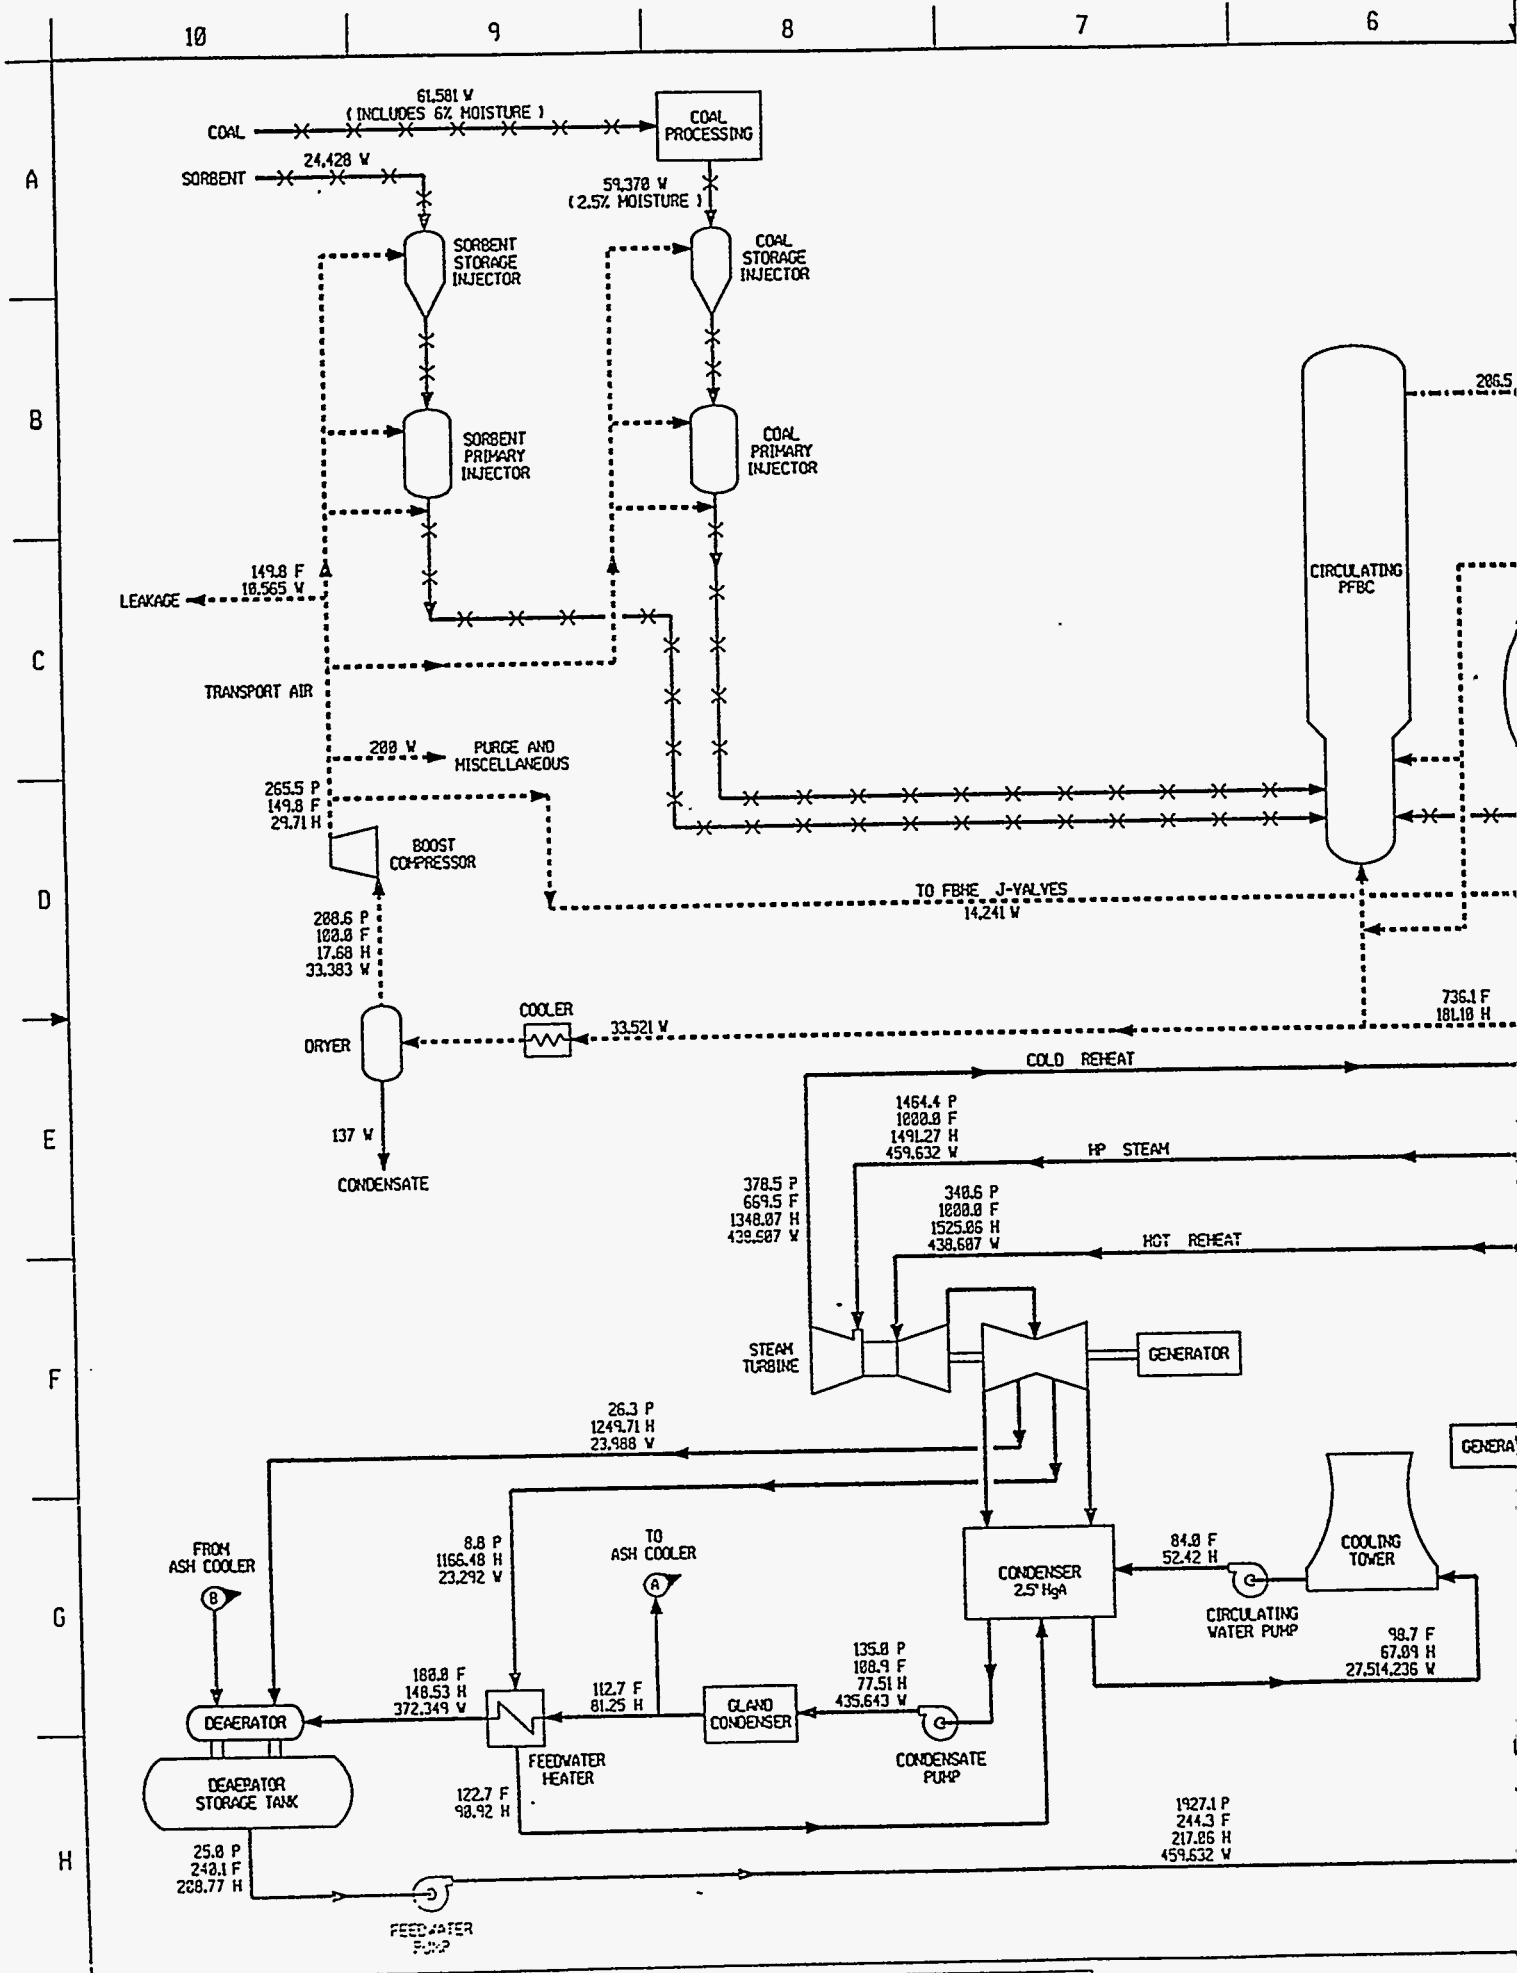 10
9
8
7
6
A
B
C
D
E
F
G
H
61,581 W
( INCLUDES 6% MOISTURE )
COAL
COAL
PROCESSING
24,428 W
SORBENT
59,370 W
( 2.5% MOISTURE )
SORBENT
STORAGE
INJECTOR
COAL
STORAGE
INJECTOR
SORBENT
PRIMARY
INJECTOR
COAL
PRIMARY
INJECTOR
206.5
CIRCULATING
PFBC
149.8 F
10,565 W
LEAKAGE
TRANSPORT AIR
200 W
PURGE AND
MISCELLANEOUS
265.5 P
149.8 F
29.71 H
BOOST
COMPRESSOR
TO FBHE J-VALVES
14,241 W
208.6 P
100.0 F
17.68 H
33,383 W
COOLER
33,521 W
DRYER
736.1 F
181.10 H
137 W
CONDENSATE
COLD REHEAT
1464.4 P
1000.0 F
1491.27 H
459,632 W
HP STEAM
378.5 P
669.5 F
1348.07 H
340.6 P
1000.0 F
1525.06 H
438,607 W
HOT REHEAT
STEAM
TURBINE
GENERATOR
26.3 P
1249.71 H
23,988 W
GENERA
8.8 P
1166.48 H
23,292 W
FROM
ASH COOLER
B
TO
ASH COOLER
A
CONDENSER
2.5" HgA
84.0 F
52.42 H
COOLING
TOWER
CIRCULATING
WATER PUMP
98.7 F
67.09 H
27,514,236 W
180.0 F
148.53 H
372,349 W
112.7 F
81.25 H
135.0 P
108.9 F
77.51 H
435,643 W
DEAERATOR
GLAND
CONDENSER
FEEDWATER
HEATER
CONDENSATE
PUMP
DEAERATOR
STORAGE TANK
122.7 F
90.92 H
1927.1 P
244.3 F
217.06 H
459,632 W
25.0 P
240.1 F
208.77 H
FEEDWATER
PUMP